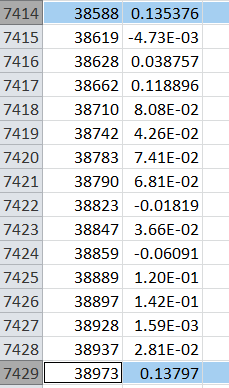 7414 38588 0.135376
7415 38619 -4.73E-03
7416 38628 0.038757
7417 38662 0.118896
7418 38710 8.08E-02
7419 38742 4.26E-02
7420 38783 7.41E-02
7421 38790 6.81E-02
7422 38823 -0.01819
7423 38847 3.66E-02
7424 38859 -0.06091
7425 38889 1.20E-01
7426 38897 1.42E-01
7427 38928 1.59E-03
7428 38937 2.81E-02
7429 38973 0.13797